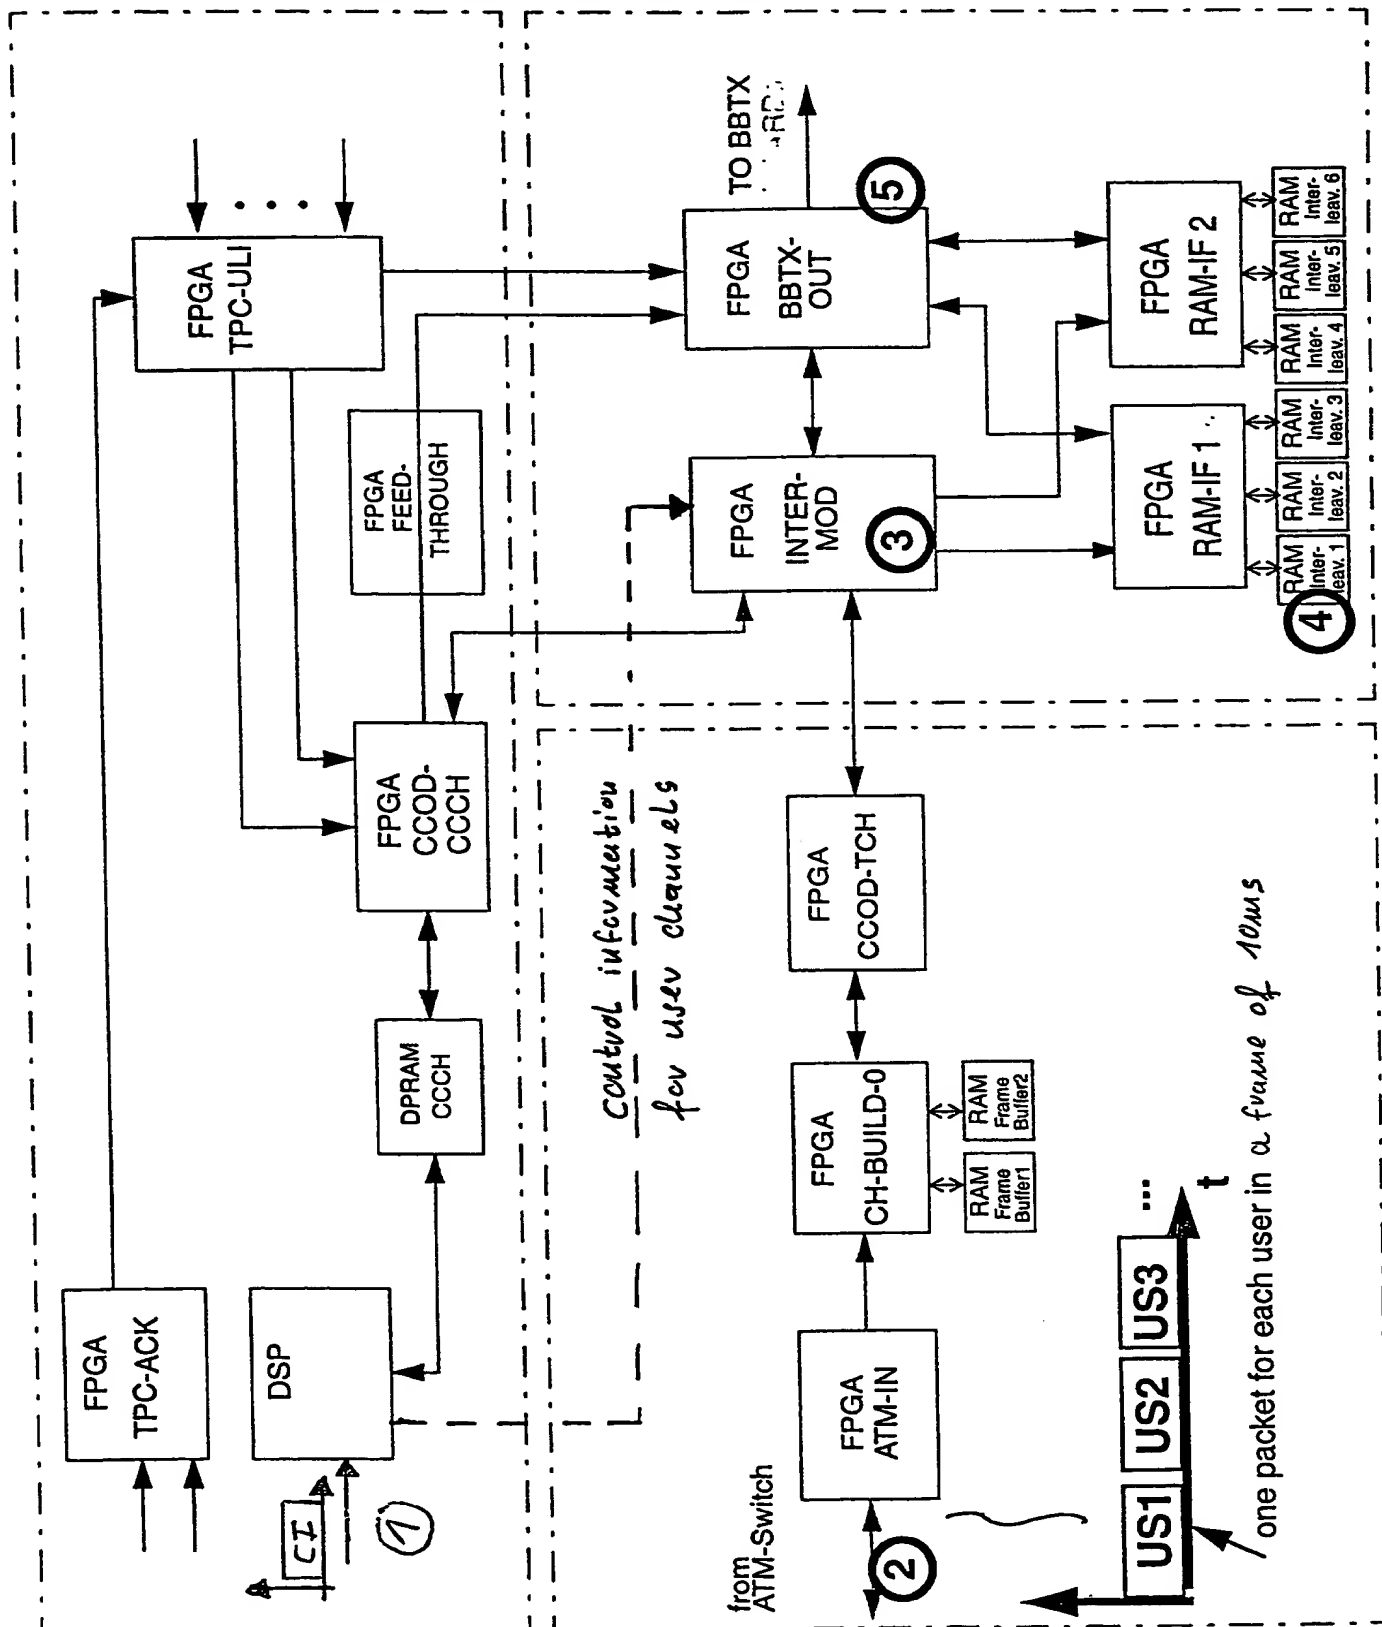 FPGA
TPC-ACK
CI
1
DSP
DPRAM
CCCH
FPGA
CCOD-
CCCH
FPGA
FEED-
THROUGH
FPGA
TPC-ULI
control information
for user channels
from
ATM-Switch
2
FPGA
ATM-IN
FPGA
CH-BUILD-0
RAM
Frame
Buffer1
RAM
Frame
Buffer2
FPGA
CCOD-TCH
FPGA
INTER-
MOD
3
FPGA
BBTX-
OUT
5
TO BBTX
FPGA
RAM-IF 1
FPGA
RAM-IF 2
RAM
Inter-
leav. 1
4
RAM
Inter-
leav. 2
RAM
Inter-
leav. 3
RAM
Inter-
leav. 4
RAM
Inter-
leav. 5
RAM
Inter-
leav. 6
US1 US2 US3 ...
t
one packet for each user in a frame of 10ms